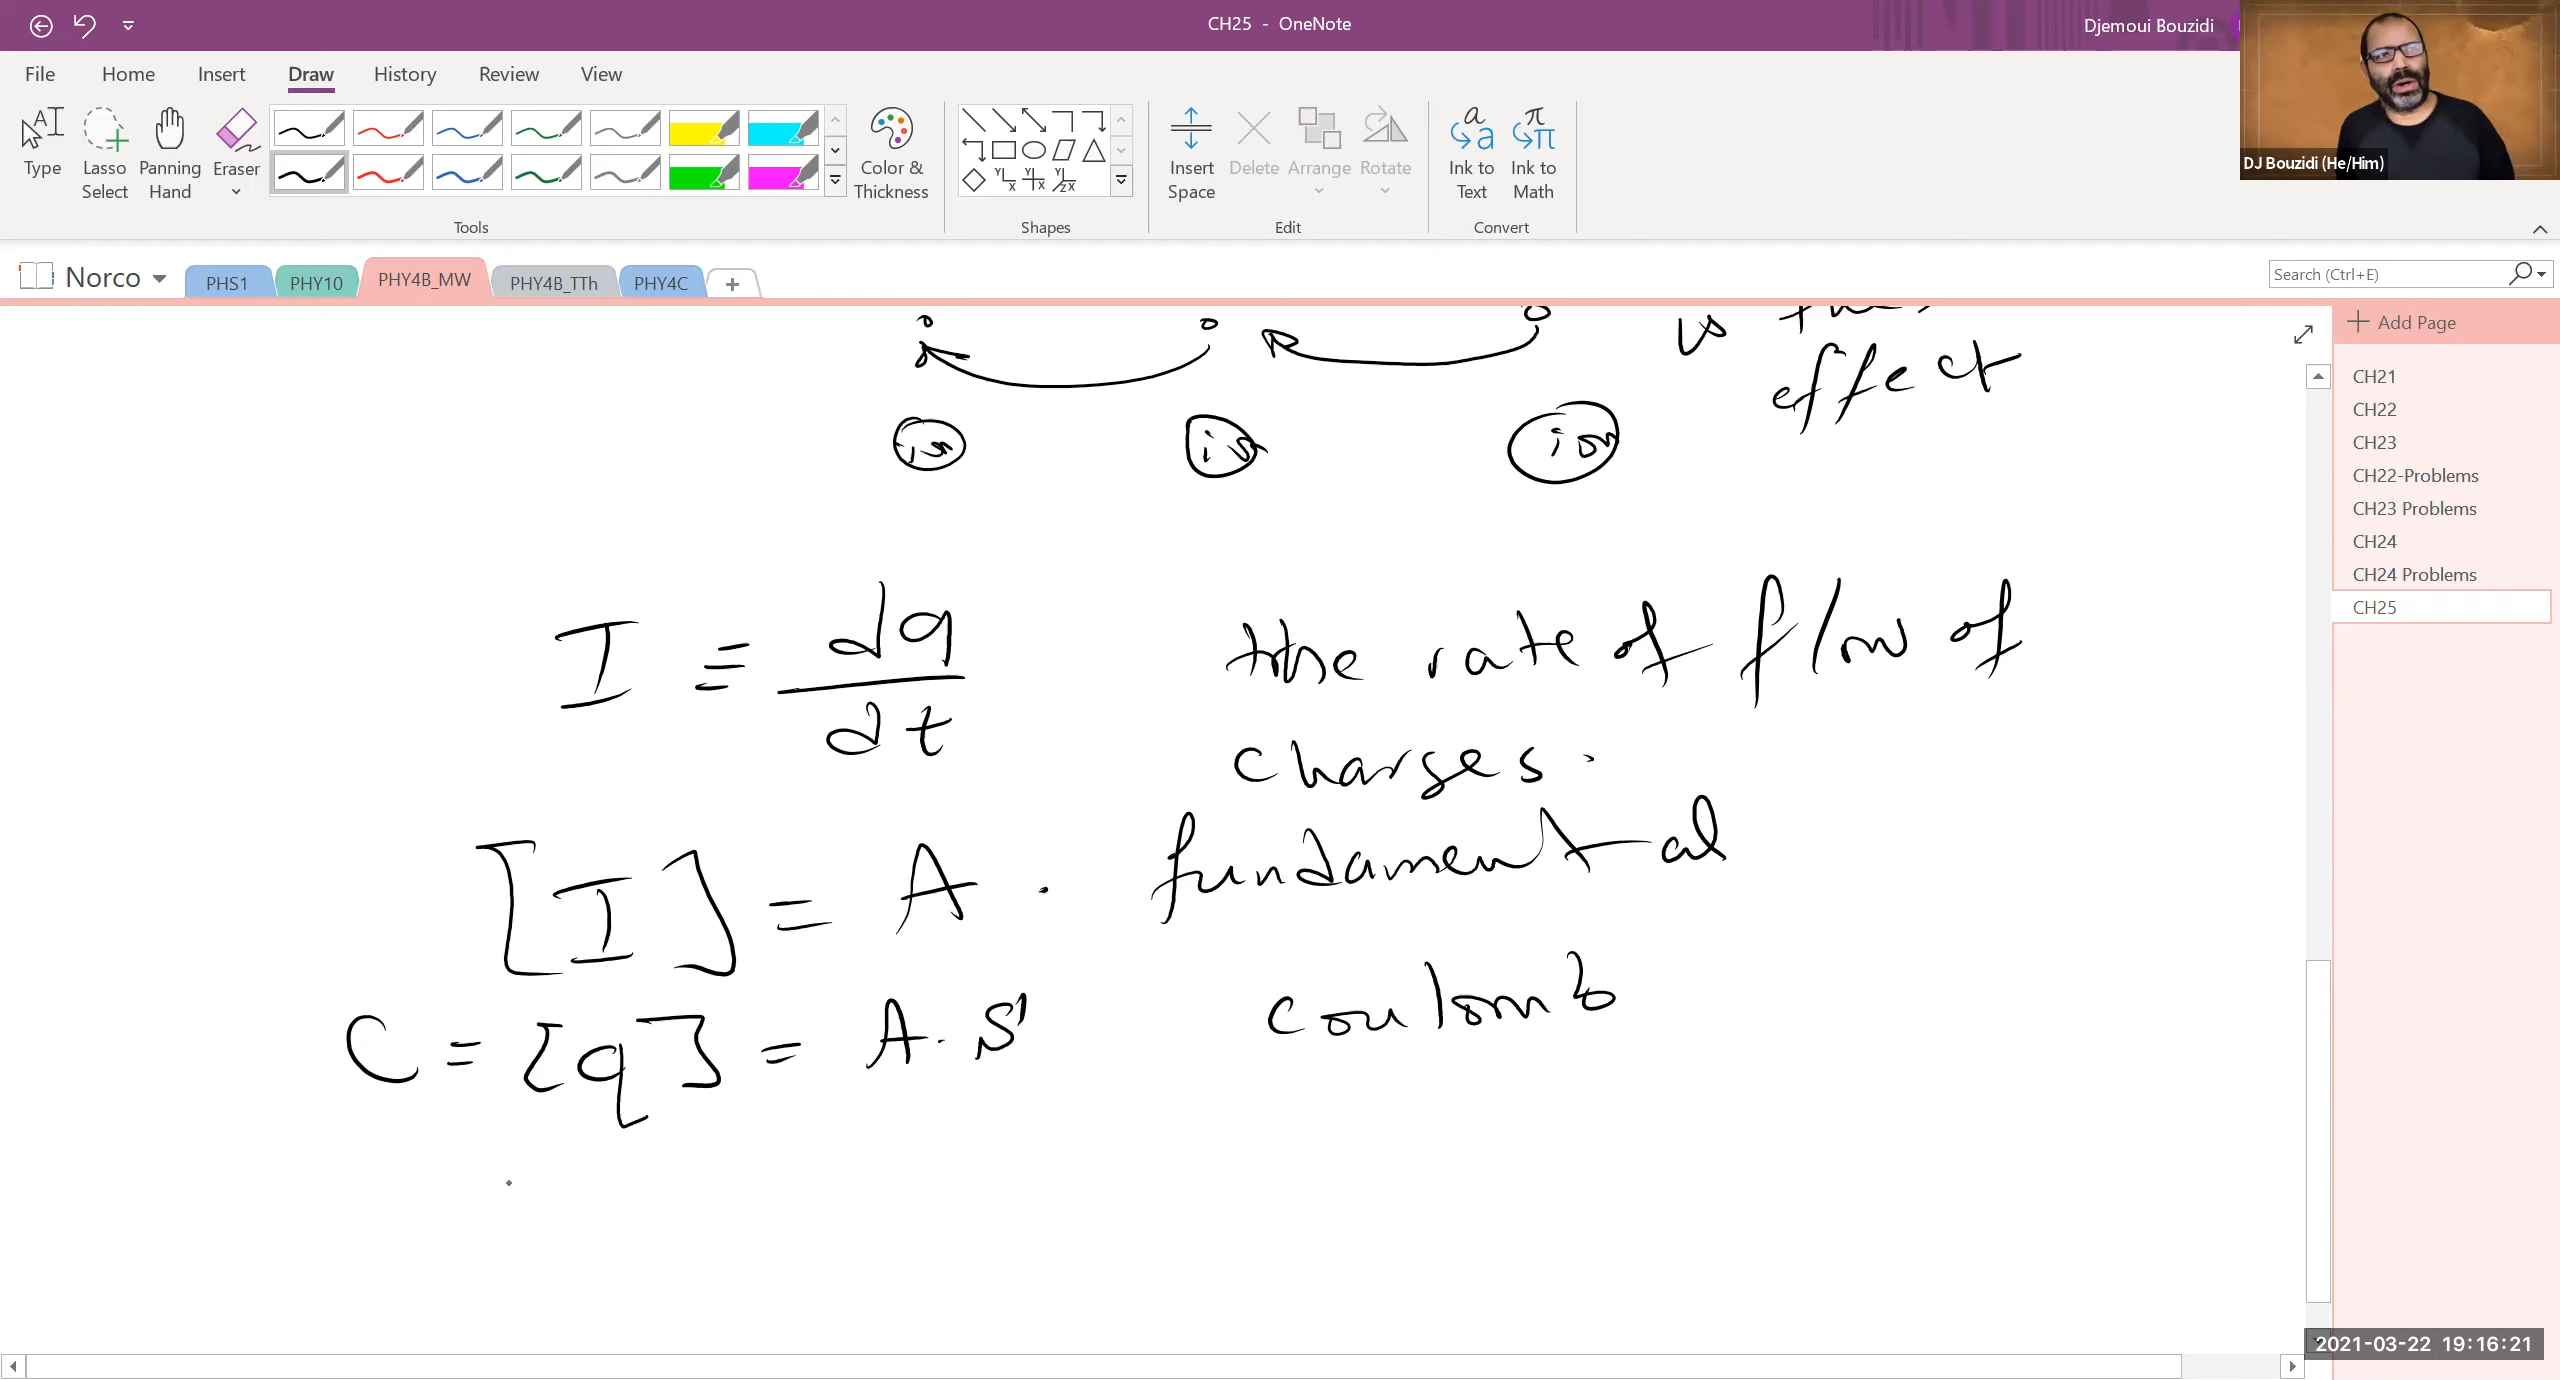 CH25 - OneNote
Djemoui Bouzidi
File Home Insert Draw History Review View
Type
Lasso Select
Panning Hand
Eraser
Color & Thickness
Insert Space
Delete
Arrange
Rotate
a
a
Ink to Text
π
π
Ink to Math
DJ Bouzidi (He/Him)
Tools Shapes Edit Convert
Norco PHS1 PHY10 PHY4B_MW PHY4B_TTh PHY4C +
Search (Ctrl+E)
Add Page
CH21
CH22
CH23
CH22-Problems
CH23 Problems
CH24
CH24 Problems
CH25
is
effect
ion ion ion
I ≡ dq/dt the rate of flow of
charges.
[I] = A . fundamental
C = [q] = A.S coulomb
2021-03-22 19:16:21